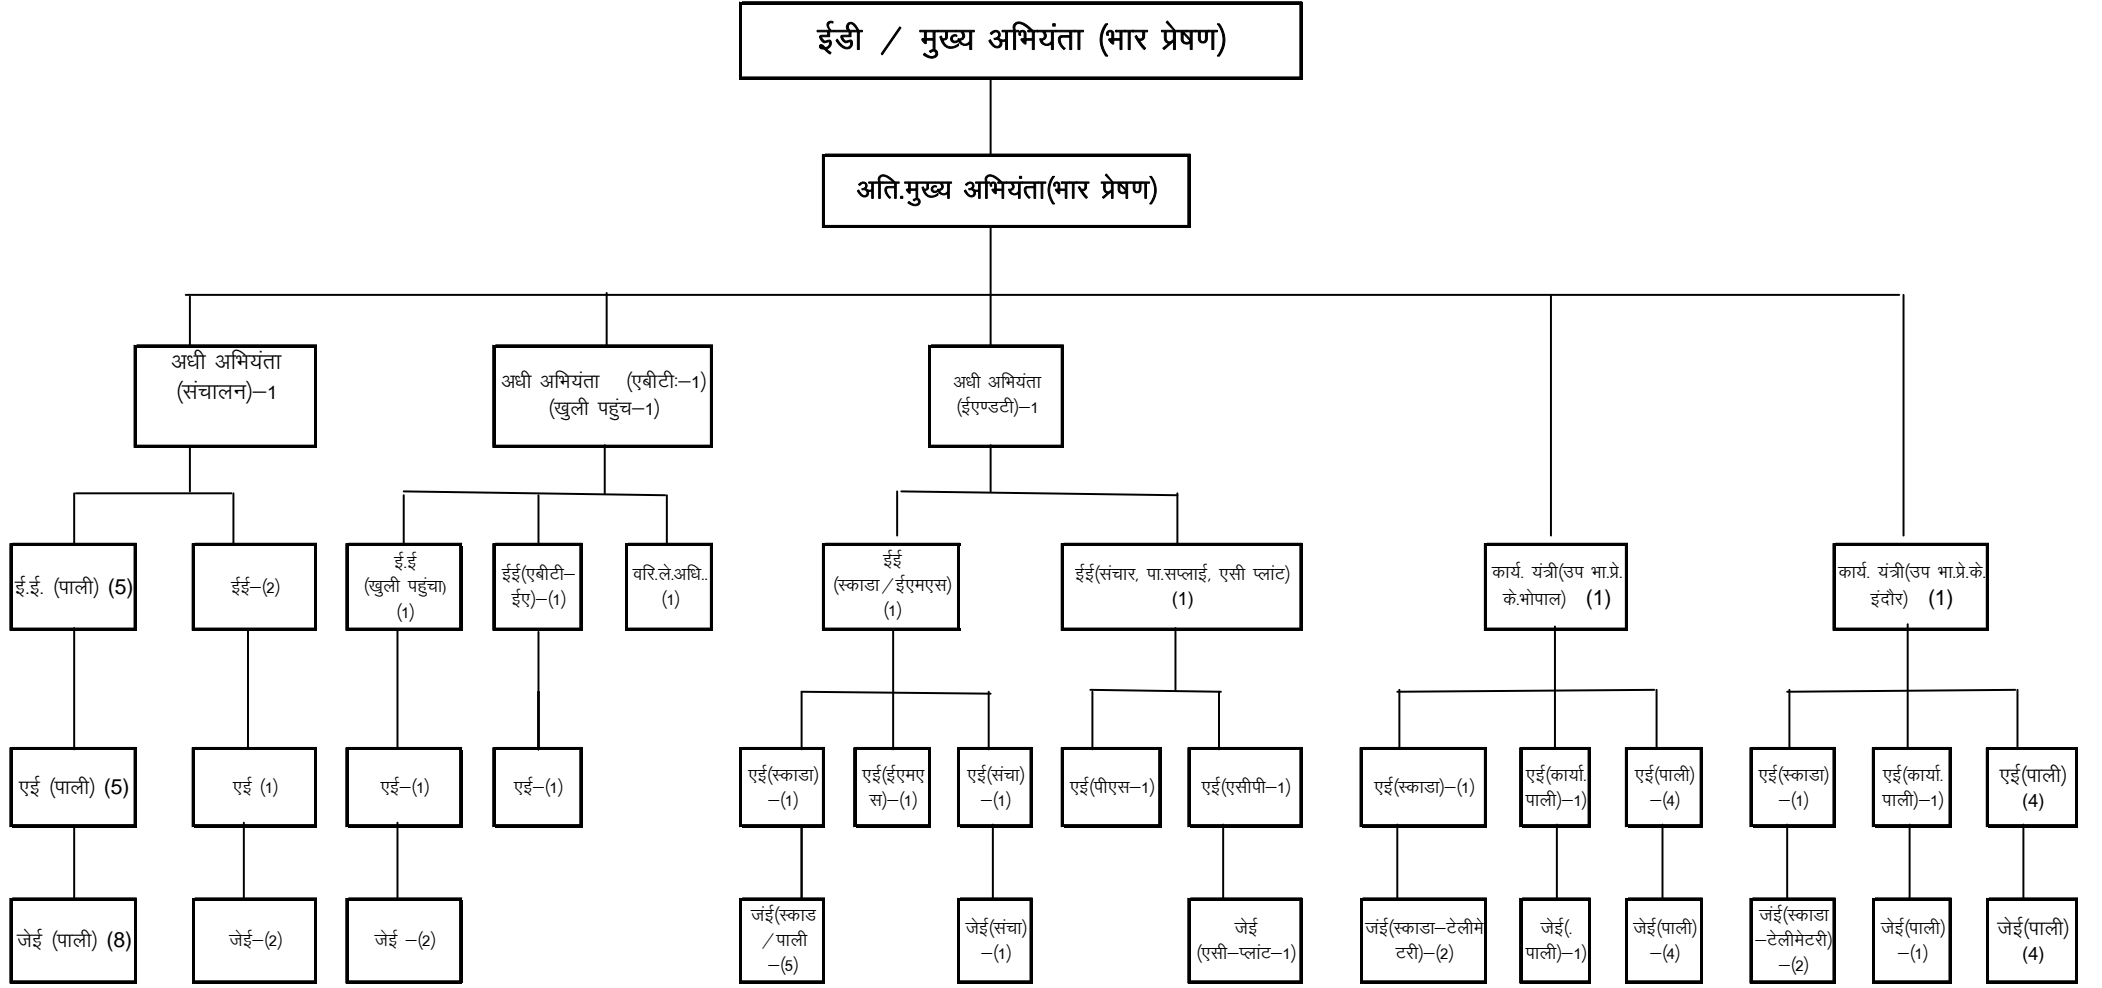 ईडी / मुख्य अभियंता (भार प्रेषण)
अति.मुख्य अभियंता(भार प्रेषण)
अधी अभियंता
(संचालन)–1
अधी अभियंता (एबीटीः–1)
(खुली पहुंच–1)
अधी अभियंता
(ईएण्डटी)–1
ई.ई. (पाली) (5)
ईई–(2)
ई.ई
(खुली पहुंचा)
(1)
ईई(एबीटी–
ईए)–(1)
वरि.ले.अधि..
(1)
ईई
(स्काडा/ईएमएस)
(1)
ईई(संचार, पा.सप्लाई, एसी प्लांट)
(1)
कार्य. यंत्री(उप भा.प्रे.
के.भोपाल) (1)
कार्य. यंत्री(उप भा.प्रे.के.
इंदौर) (1)
एई (पाली) (5)
एई (1)
एई–(1)
एई–(1)
एई(स्काडा)
–(1)
एई(ईएमए
स)–(1)
एई(संचा)
–(1)
एई(पीएस–1)
एई(एसीपी–1)
एई(स्काडा)–(1)
एई(कार्या.
पाली)–1)
एई(पाली)
–(4)
एई(स्काडा)
–(1)
एई(कार्या.
पाली)–1)
एई(पाली)
(4)
जेई (पाली) (8)
जेई–(2)
जेई –(2)
जंई(स्काड
/पाली
–(5)
जेई(संचा)
–(1)
जेई
(एसी–प्लांट–1)
जंई(स्काडा–टेलीमे
टरी)–(2)
जेई(.
पाली)–1)
जेई(पाली)
–(4)
जंई(स्काडा
–टेलीमेटरी)
–(2)
जेई(पाली)
–(1)
जेई(पाली)
(4)